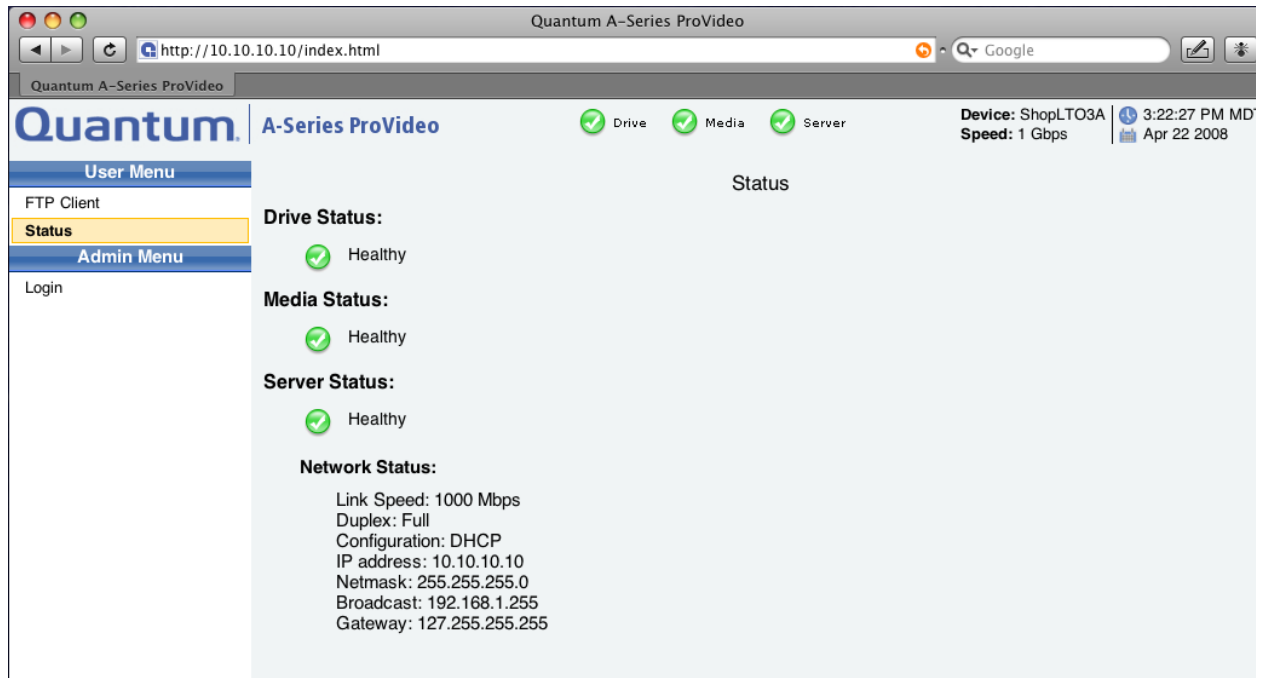 Quantum A-Series ProVideo
http://10.10.10.10/index.html
Google
Quantum A-Series ProVideo
Quantum.
A-Series ProVideo
Drive
Media
Server
Device: ShopLTO3A
Speed: 1 Gbps
3:22:27 PM MD
Apr 22 2008
User Menu
FTP Client
Status
Admin Menu
Login
Status
Drive Status:
Healthy
Media Status:
Healthy
Server Status:
Healthy
Network Status:
Link Speed: 1000 Mbps
Duplex: Full
Configuration: DHCP
IP address: 10.10.10.10
Netmask: 255.255.255.0
Broadcast: 192.168.1.255
Gateway: 127.255.255.255